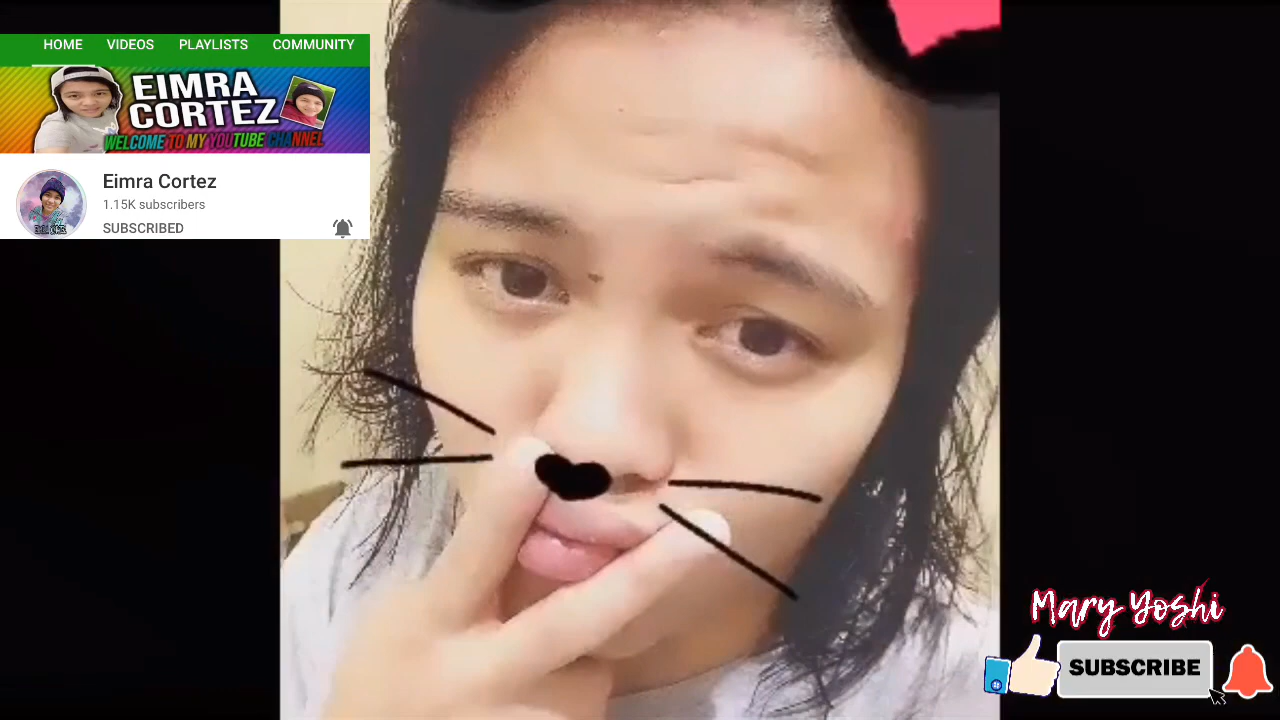 HOME VIDEOS PLAYLISTS COMMUNITY
EIMRA
CORTEZ
WELCOME TO MY YOUTUBE CHANNEL
Eimra Cortez
1.15K subscribers
SUBSCRIBED
Mary Yoshi
SUBSCRIBE